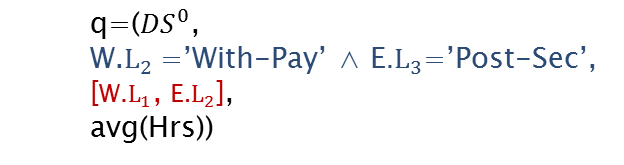 q=(𝐷𝑆⁰,
W.L₂ =’With-Pay’ ∧ E.L₃=’Post-Sec’,
[W.L₁, E.L₂],
avg(Hrs))